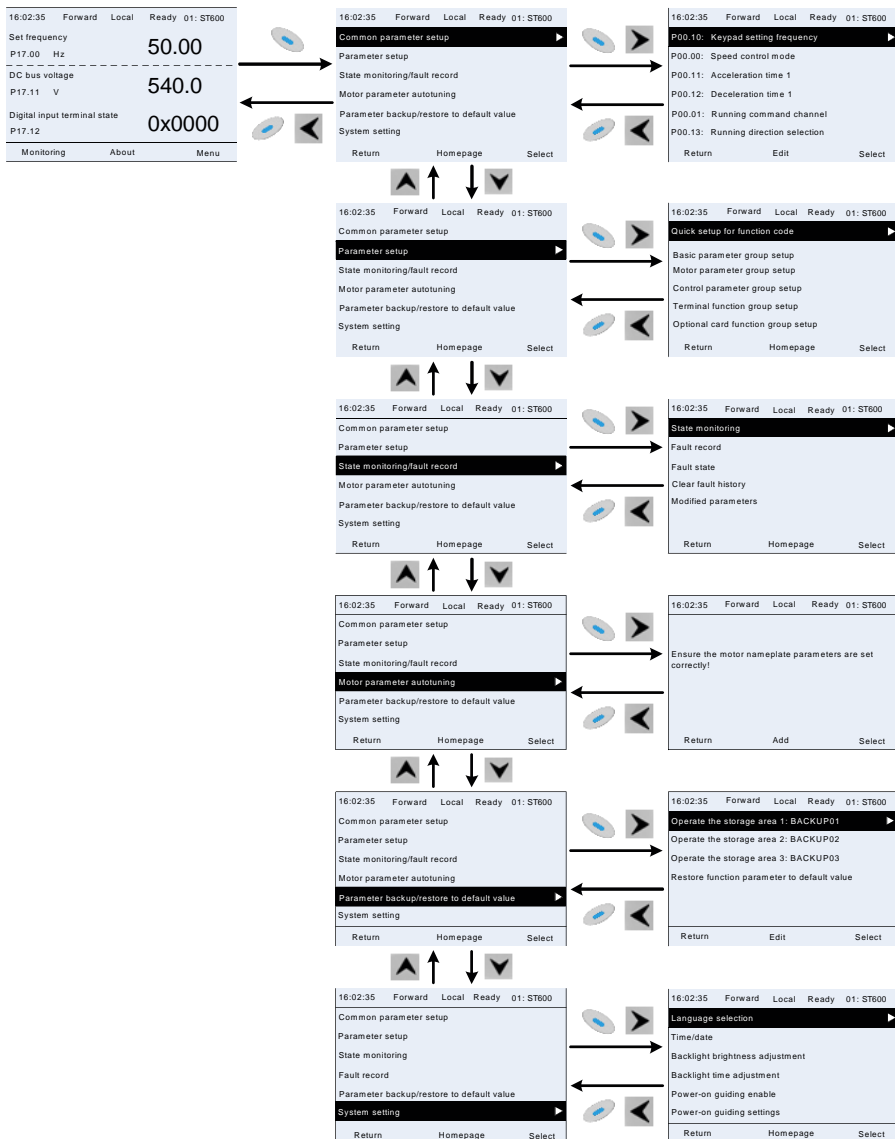 16:02:35 Forward Local Ready 01: ST600
Set frequency
P17.00 Hz 50.00
DC bus voltage
P17.11 V 540.0
Digital input terminal state
P17.12 0x0000
Monitoring About Menu
16:02:35 Forward Local Ready 01: ST600
Common parameter setup
Parameter setup
State monitoring/fault record
Motor parameter autotuning
Parameter backup/restore to default value
System setting
Return Homepage Select
16:02:35 Forward Local Ready 01: ST600
P00.10: Keypad setting frequency
P00.00: Speed control mode
P00.11: Acceleration time 1
P00.12: Deceleration time 1
P00.01: Running command channel
P00.13: Running direction selection
Return Edit Select
16:02:35 Forward Local Ready 01: ST600
Common parameter setup
Parameter setup
State monitoring/fault record
Motor parameter autotuning
Parameter backup/restore to default value
System setting
Return Homepage Select
16:02:35 Forward Local Ready 01: ST600
Quick setup for function code
Basic parameter group setup
Motor parameter group setup
Control parameter group setup
Terminal function group setup
Optional card function group setup
Return Homepage Select
16:02:35 Forward Local Ready 01: ST600
Common parameter setup
Parameter setup
State monitoring/fault record
Motor parameter autotuning
Parameter backup/restore to default value
System setting
Return Homepage Select
16:02:35 Forward Local Ready 01: ST600
State monitoring
Fault record
Fault state
Clear fault history
Modified parameters
Return Homepage Select
16:02:35 Forward Local Ready 01: ST600
Common parameter setup
Parameter setup
State monitoring/fault record
Motor parameter autotuning
Parameter backup/restore to default value
System setting
Return Homepage Select
16:02:35 Forward Local Ready 01: ST600
Ensure the motor nameplate parameters are set
correctly!
Return Add Select
16:02:35 Forward Local Ready 01: ST600
Common parameter setup
Parameter setup
State monitoring/fault record
Motor parameter autotuning
Parameter backup/restore to default value
System setting
Return Homepage Select
16:02:35 Forward Local Ready 01: ST600
Operate the storage area 1: BACKUP01
Operate the storage area 2: BACKUP02
Operate the storage area 3: BACKUP03
Restore function parameter to default value
Return Edit Select
16:02:35 Forward Local Ready 01: ST600
Common parameter setup
Parameter setup
State monitoring
Fault record
Parameter backup/restore to default value
System setting
Return Homepage Select
16:02:35 Forward Local Ready 01: ST600
Language selection
Time/date
Backlight brightness adjustment
Backlight time adjustment
Power-on guiding enable
Power-on guiding settings
Return Homepage Select